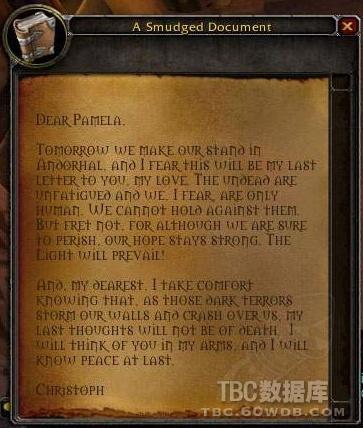 A Smudged Document
Dear Pamela,
Tomorrow we make our stand in
Andorhal, and I fear this will be my last
letter to you, my love. The undead are
unfatigued and we, I fear, are only
human. We cannot hold against them.
But fret not, for although we are sure
to perish, our hope stays strong. The
Light will prevail!
And, my dearest, I take comfort
knowing that, as those dark terrors
storm our walls and crash over us, my
last thoughts will not be of death. I
will think of you in my arms, and I will
know peace at last.
Christoph
TBC数据库
TBC.60WDB.COM